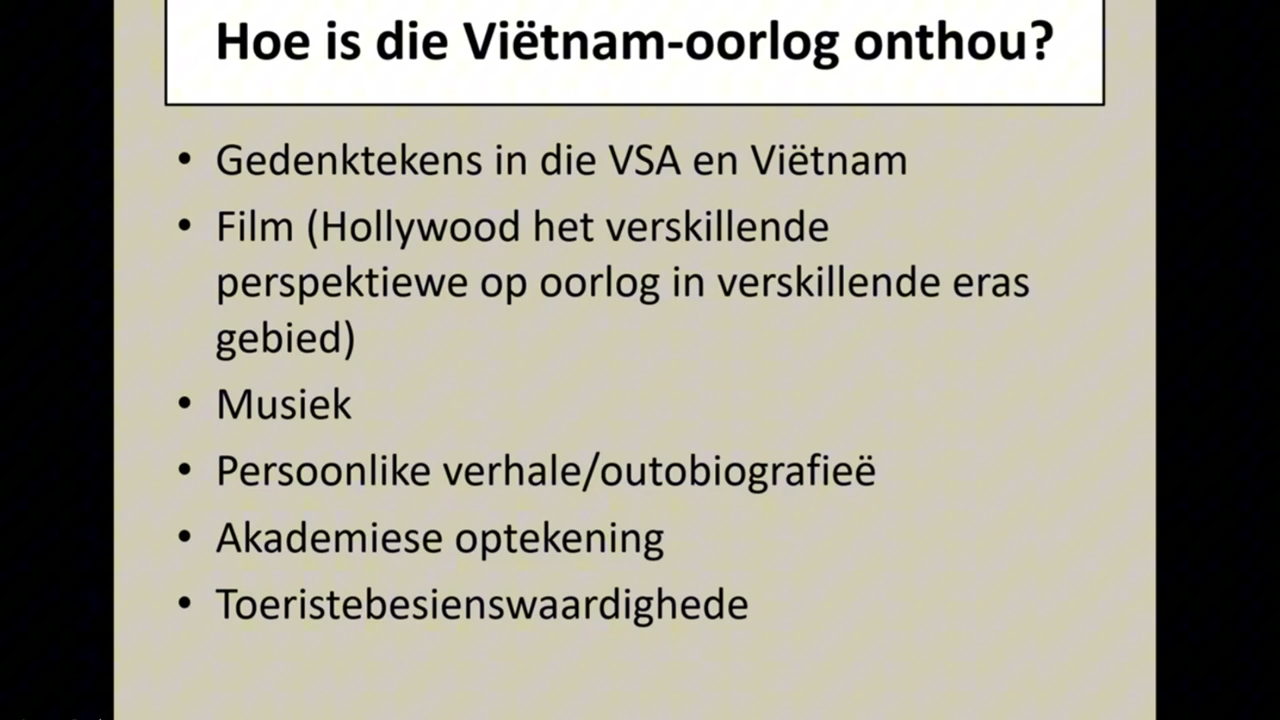 Hoe is die Viëtnam-oorlog onthou?
• Gedenktekens in die VSA en Viëtnam
• Film (Hollywood het verskillende
perspektiewe op oorlog in verskillende eras
gebied)
• Musiek
• Persoonlike verhale/outobiografieë
• Akademiese optekening
• Toeristebesienswaardighede